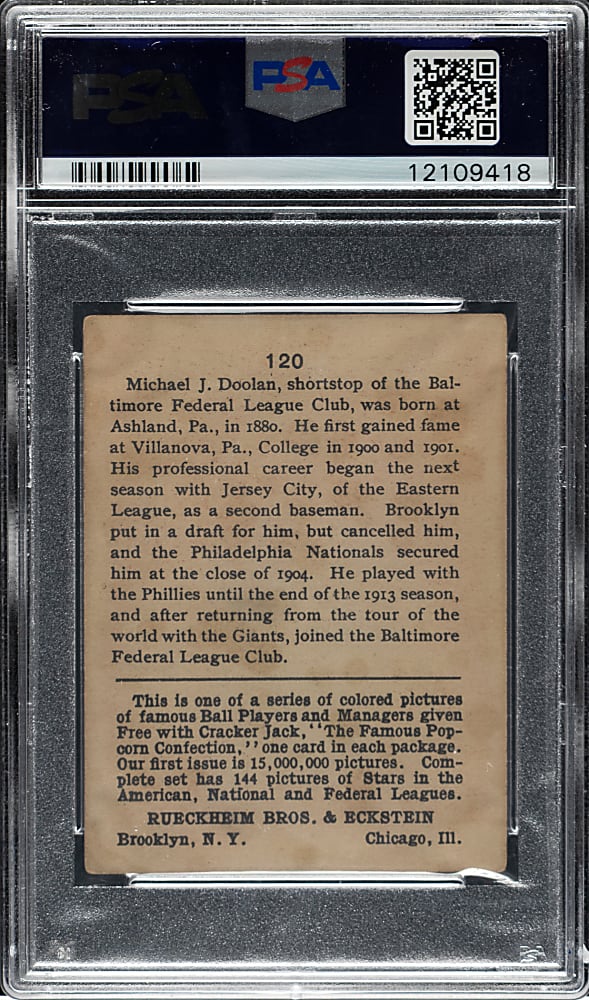 PSA
PSA
12109418
120
Michael J. Doolan, shortstop of the Bal-
timore Federal League Club, was born at
Ashland, Pa., in 1880. He first gained fame
at Villanova, Pa., College in 1900 and 1901.
His professional career began the next
season with Jersey City, of the Eastern
League, as a second baseman. Brooklyn
put in a draft for him, but cancelled him,
and the Philadelphia Nationals secured
him at the close of 1904. He played with
the Phillies until the end of the 1913 season,
and after returning from the tour of the
world with the Giants, joined the Baltimore
Federal League Club.
This is one of a series of colored pictures
of famous Ball Players and Managers given
Free with Cracker Jack, "The Famous Pop-
corn Confection," one card in each package.
Our first issue is 15,000,000 pictures. Com-
plete set has 144 pictures of Stars in the
American, National and Federal Leagues.
RUECKHEIM BROS. & ECKSTEIN
Brooklyn, N. Y. Chicago, Ill.